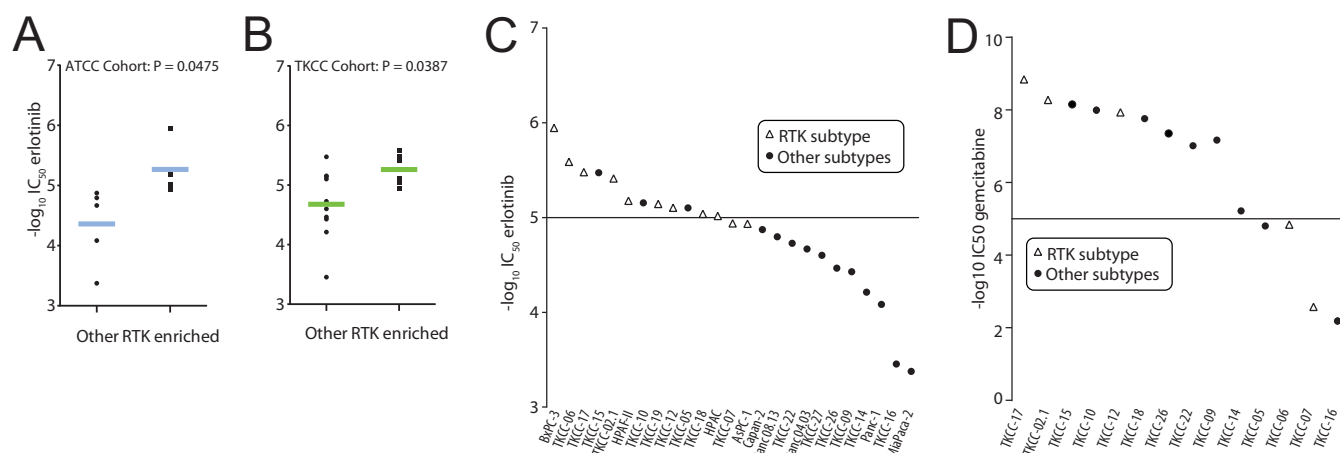 A
ATCC Cohort: P = 0.0475
-log10 IC50 erlotinib
7
6
5
4
3
Other RTK enriched
B
TKCC Cohort: P = 0.0387
7
6
5
4
3
Other RTK enriched
C
-log10 IC50 erlotinib
7
6
5
4
3
RTK subtype
Other subtypes
BxPC-3
TKCC-06
TKCC-17
TKCC-15
TKCC-02.1
HPAF-II
TKCC-10
TKCC-19
TKCC-12
TKCC-05
TKCC-18
HPAC
TKCC-07
AsPC-1
Capan-2
anc08.13
TKCC-22
anc04.03
TKCC-27
TKCC-26
TKCC-09
TKCC-14
Panc-1
TKCC-16
MiaPaca-2
D
-log10 IC50 gemcitabine
10
8
6
4
2
0
RTK subtype
Other subtypes
TKCC-17
TKCC-02.1
TKCC-15
TKCC-10
TKCC-12
TKCC-18
TKCC-26
TKCC-22
TKCC-09
TKCC-14
TKCC-05
TKCC-06
TKCC-07
TKCC-16